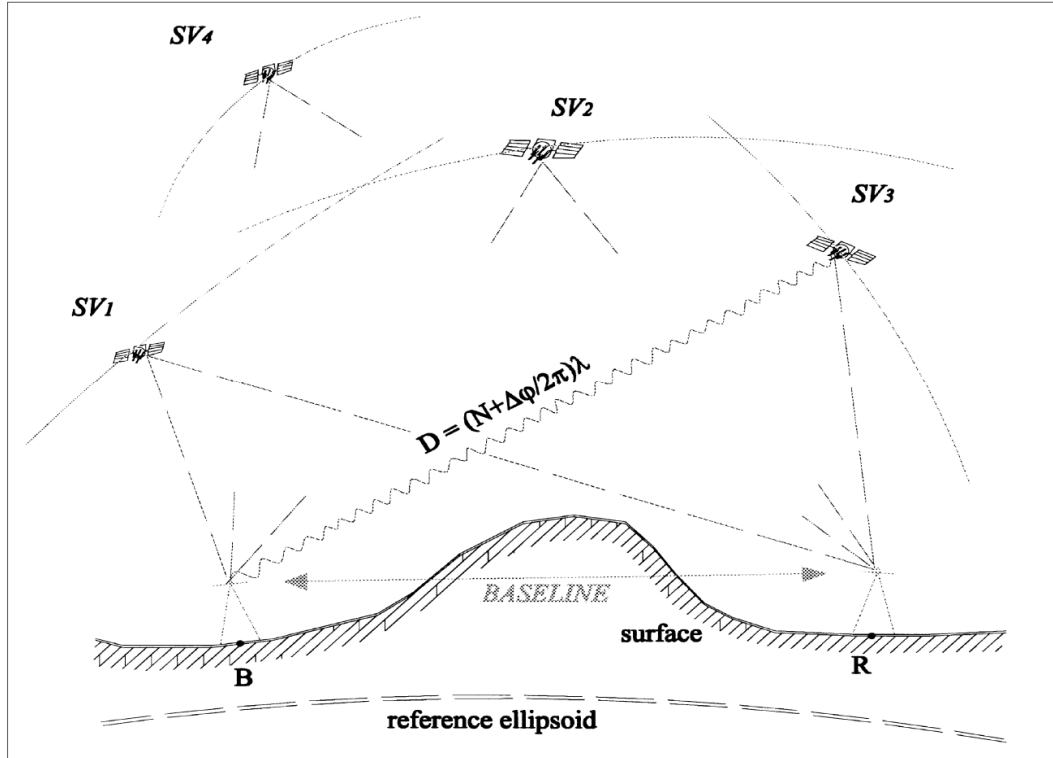 SV4
SV2
SV3
SV1
D = (N+Δφ/2π)λ
BASELINE
surface
B
R
reference ellipsoid